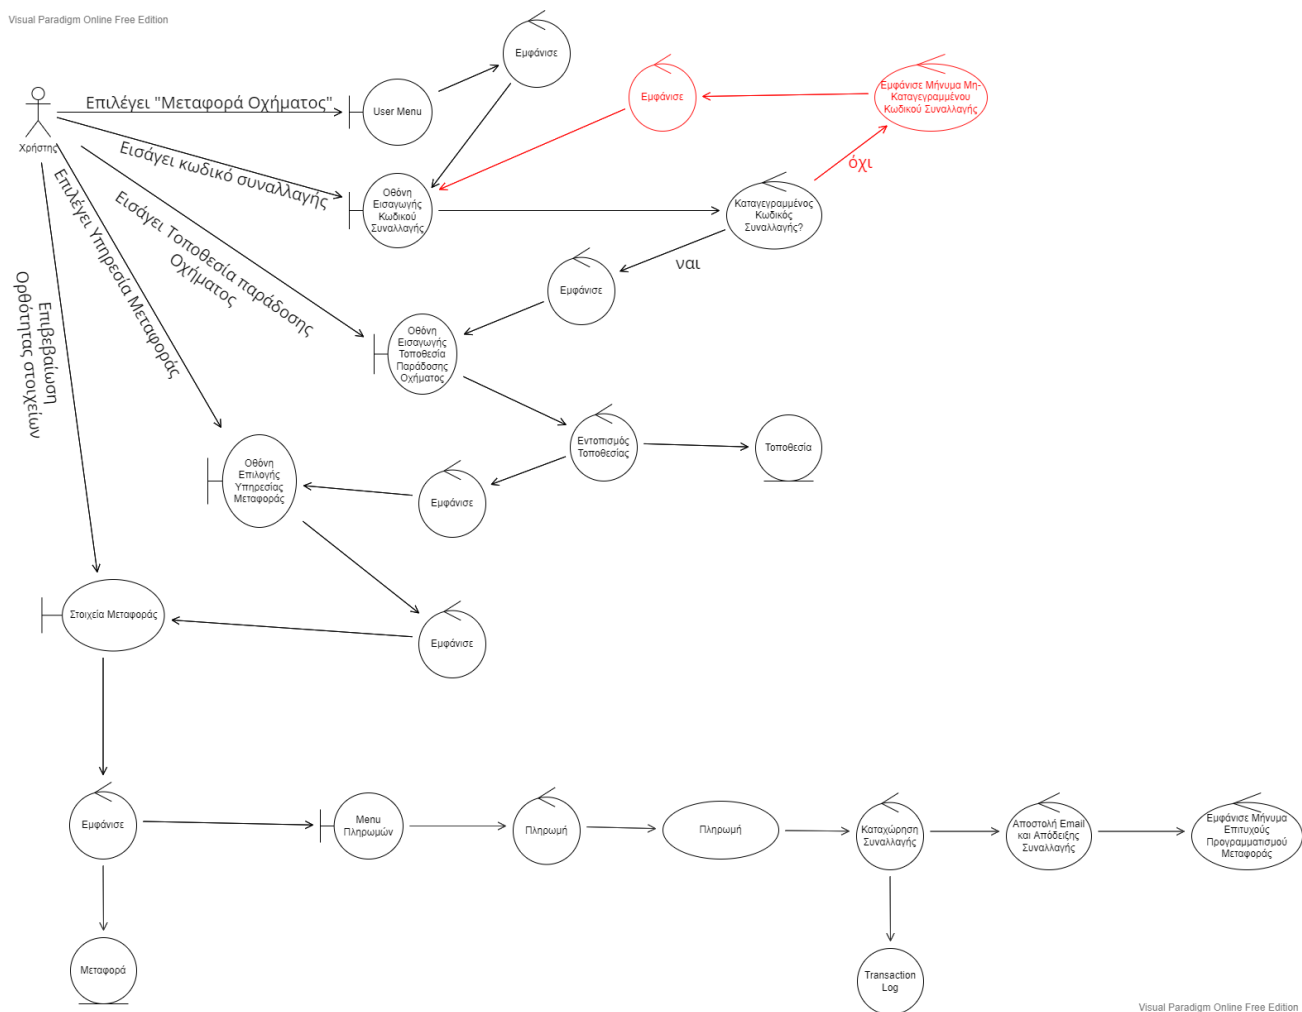 Visual Paradigm Online Free Edition
Εμφάνισε
Επιλέγει "Μεταφορά Οχήματος"
User Menu
Εμφάνισε
Εμφάνισε Μήνυμα Μη-
Καταγεγραμμένου
Κωδικού Συναλλαγής
Χρήστης
Εισάγει κωδικό συναλλαγής
όχι
Οθόνη
Εισαγωγής
Κωδικού
Συναλλαγής
Καταγεγραμένος
Κωδικός
Συναλλαγής?
Επιλέγει Υπηρεσία Μεταφοράς
Εισάγει Τοποθεσία παράδοσης
Οχήματος
ναι
Εμφάνισε
Επιβεβαίωση
Ορθότητας στοιχείων
Οθόνη
Εισαγωγής
Τοποθεσία
Παράδοσης
Οχήματος
Εντοπισμός
Τοποθεσίας
Τοποθεσία
Οθόνη
Επιλογής
Υπηρεσίας
Μεταφοράς
Εμφάνισε
Στοιχεία Μεταφοράς
Εμφάνισε
Εμφάνισε
Menu
Πληρωμών
Πληρωμή
Πληρωμή
Καταχώρηση
Συναλλαγής
Αποστολή Email
και Απόδειξης
Συναλλαγής
Εμφάνισε Μήνυμα
Επιτυχούς
Προγραμματισμού
Μεταφοράς
Μεταφορά
Transaction
Log
Visual Paradigm Online Free Edition